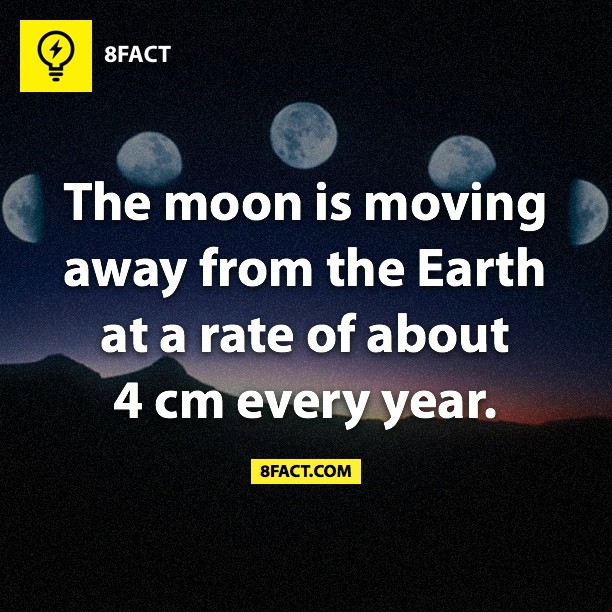 8FACT
The moon is moving
away from the Earth
at a rate of about
4 cm every year.
8FACT.COM